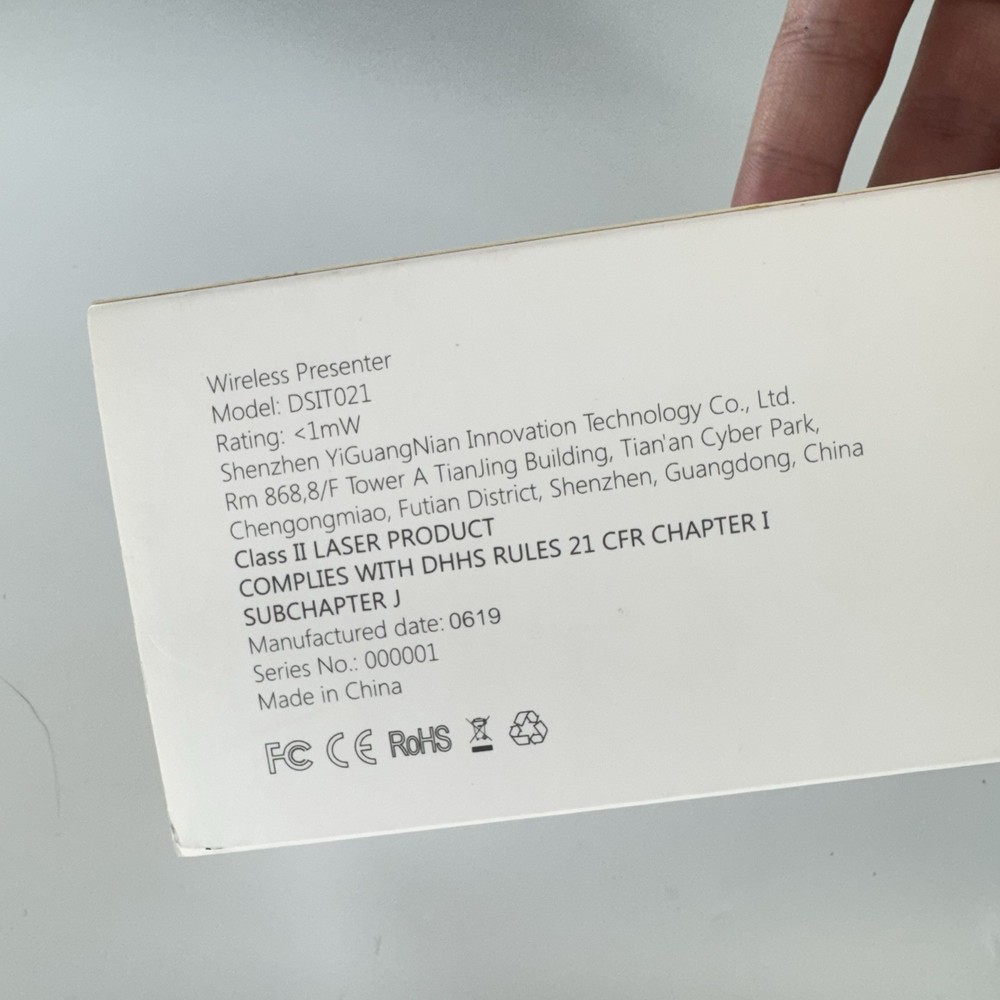 Wireless Presenter
Model: DSIT021
Rating: <1mW
Shenzhen YiGuangNian Innovation Technology Co., Ltd.
Rm 868,8/F Tower A TianJing Building, Tian'an Cyber Park,
Chengongmiao, Futian District, Shenzhen, Guangdong, China
Class II LASER PRODUCT
COMPLIES WITH DHHS RULES 21 CFR CHAPTER I
SUBCHAPTER J
Manufactured date: 0619
Series No.: 000001
Made in China
FC CE RoHS